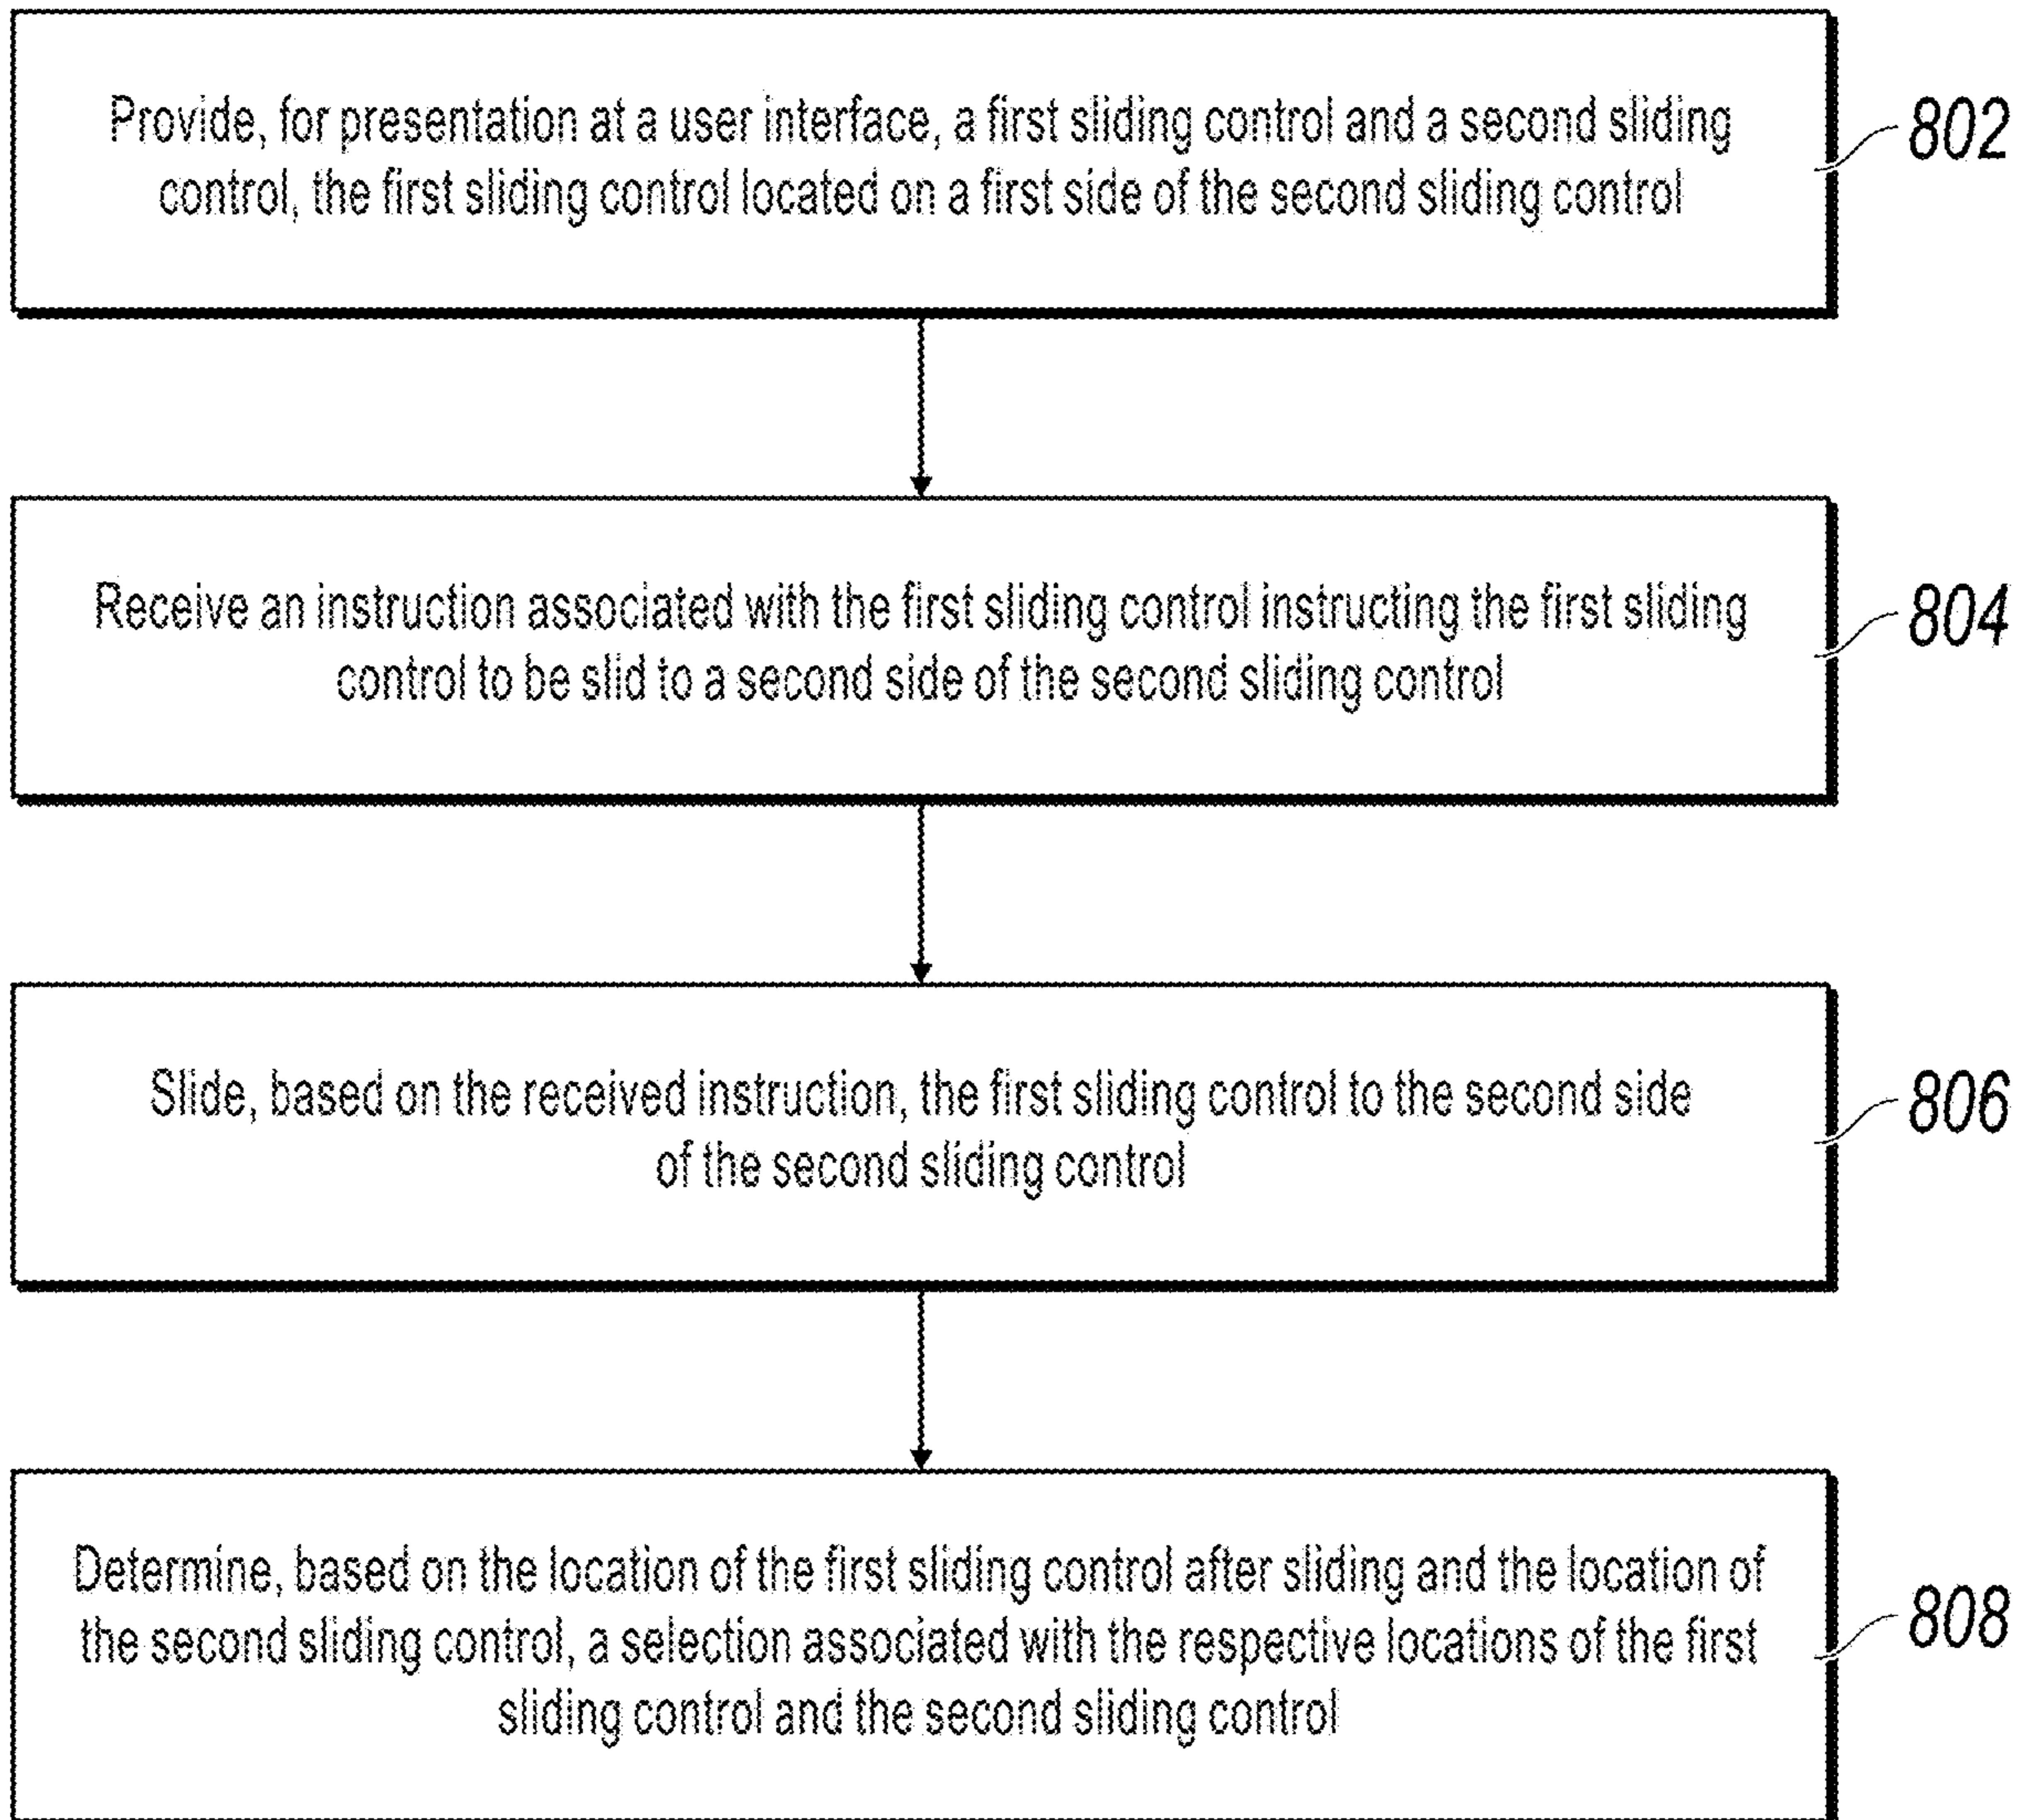 Provide, for presentation at a user interface, a first sliding control and a second sliding
control, the first sliding control located on a first side of the second sliding control
802
Receive an instruction associated with the first sliding control instructing the first sliding
control to be slid to a second side of the second sliding control
804
Slide, based on the received instruction, the first sliding control to the second side
of the second sliding control
806
Determine, based on the location of the first sliding control after sliding and the location of
the second sliding control, a selection associated with the respective locations of the first
sliding control and the second sliding control
808